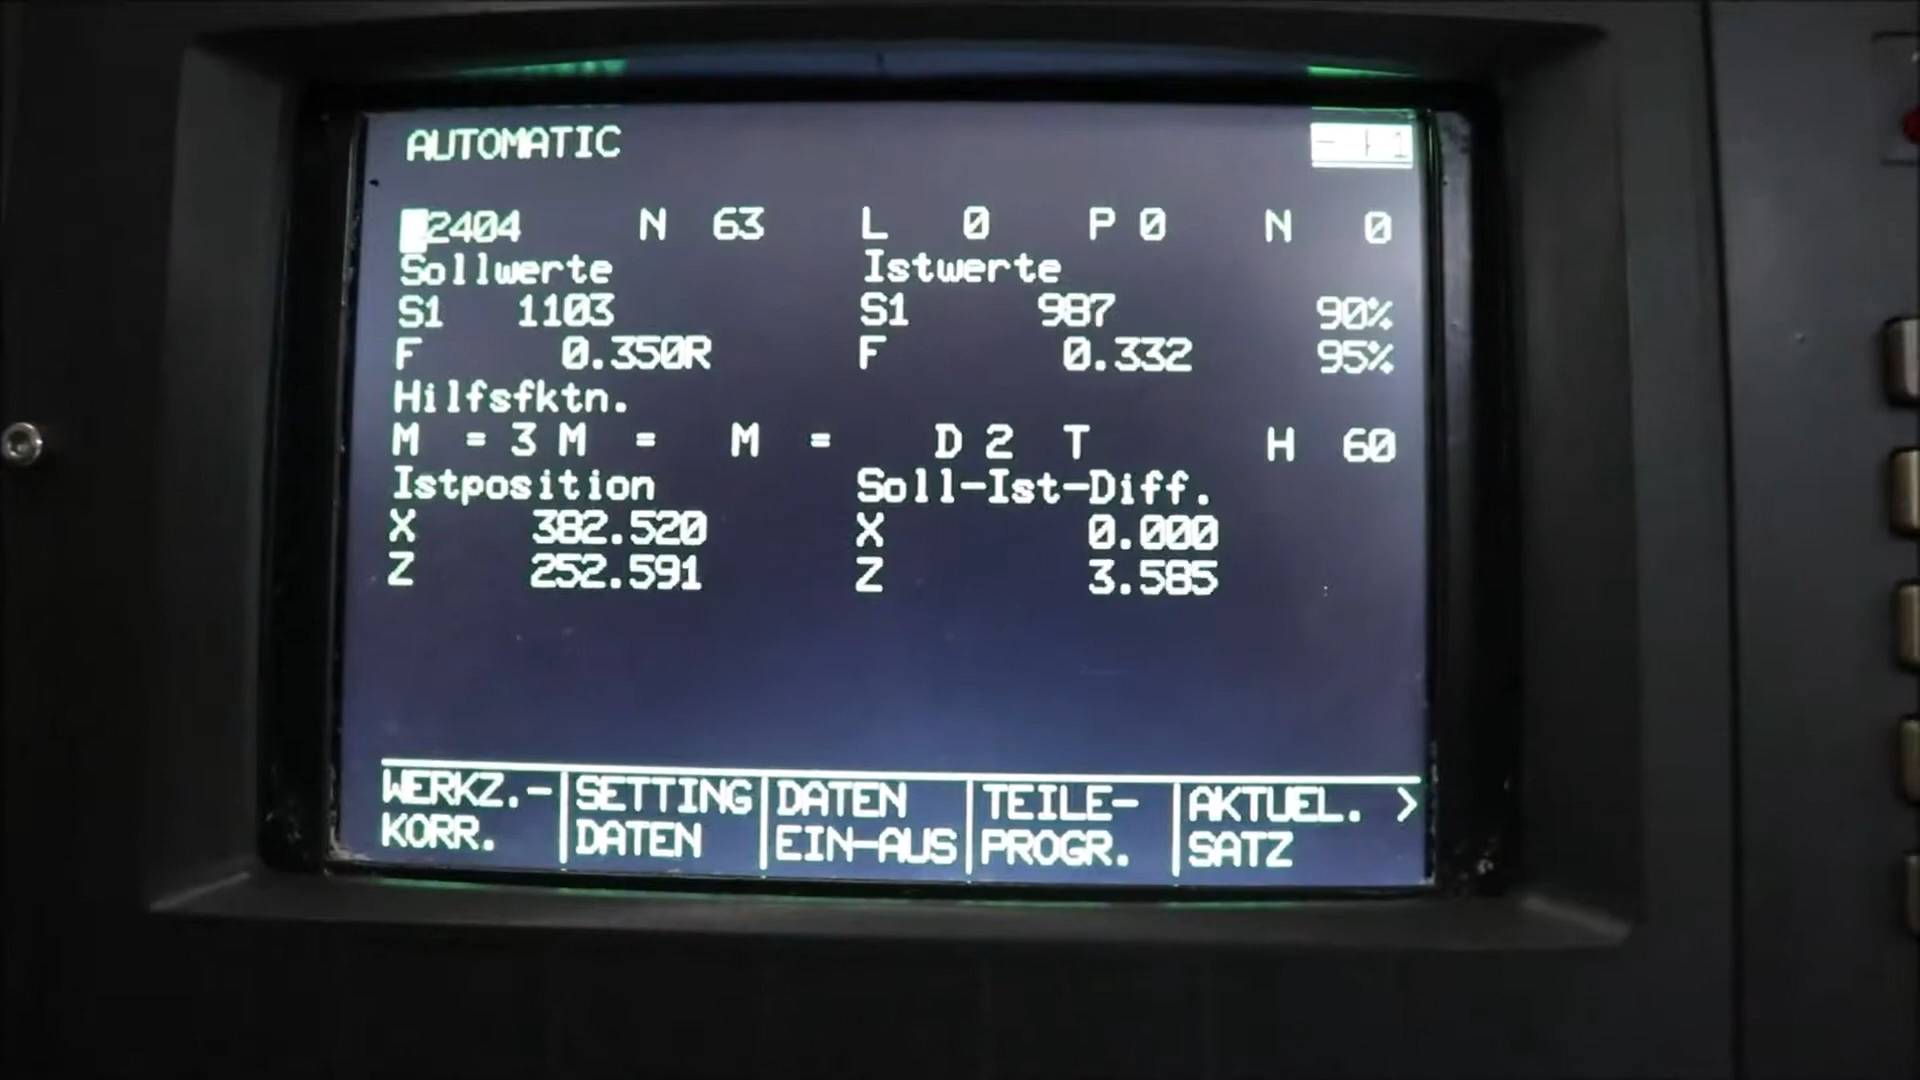 AUTOMATIC
2404 N 63 L 0 P 0 N 0
Sollwerte Istwerte
S1 1103 S1 987 90%
F 0.350R F 0.332 95%
Hilfsfktn.
M = 3 M = M = D 2 T H 60
Istposition Soll-Ist-Diff.
X 382.520 X 0.000
Z 252.591 Z 3.585
WERKZ.- SETTING DATEN TEILE- AKTUEL. >
KORR. DATEN EIN-AUS PROGR. SATZ